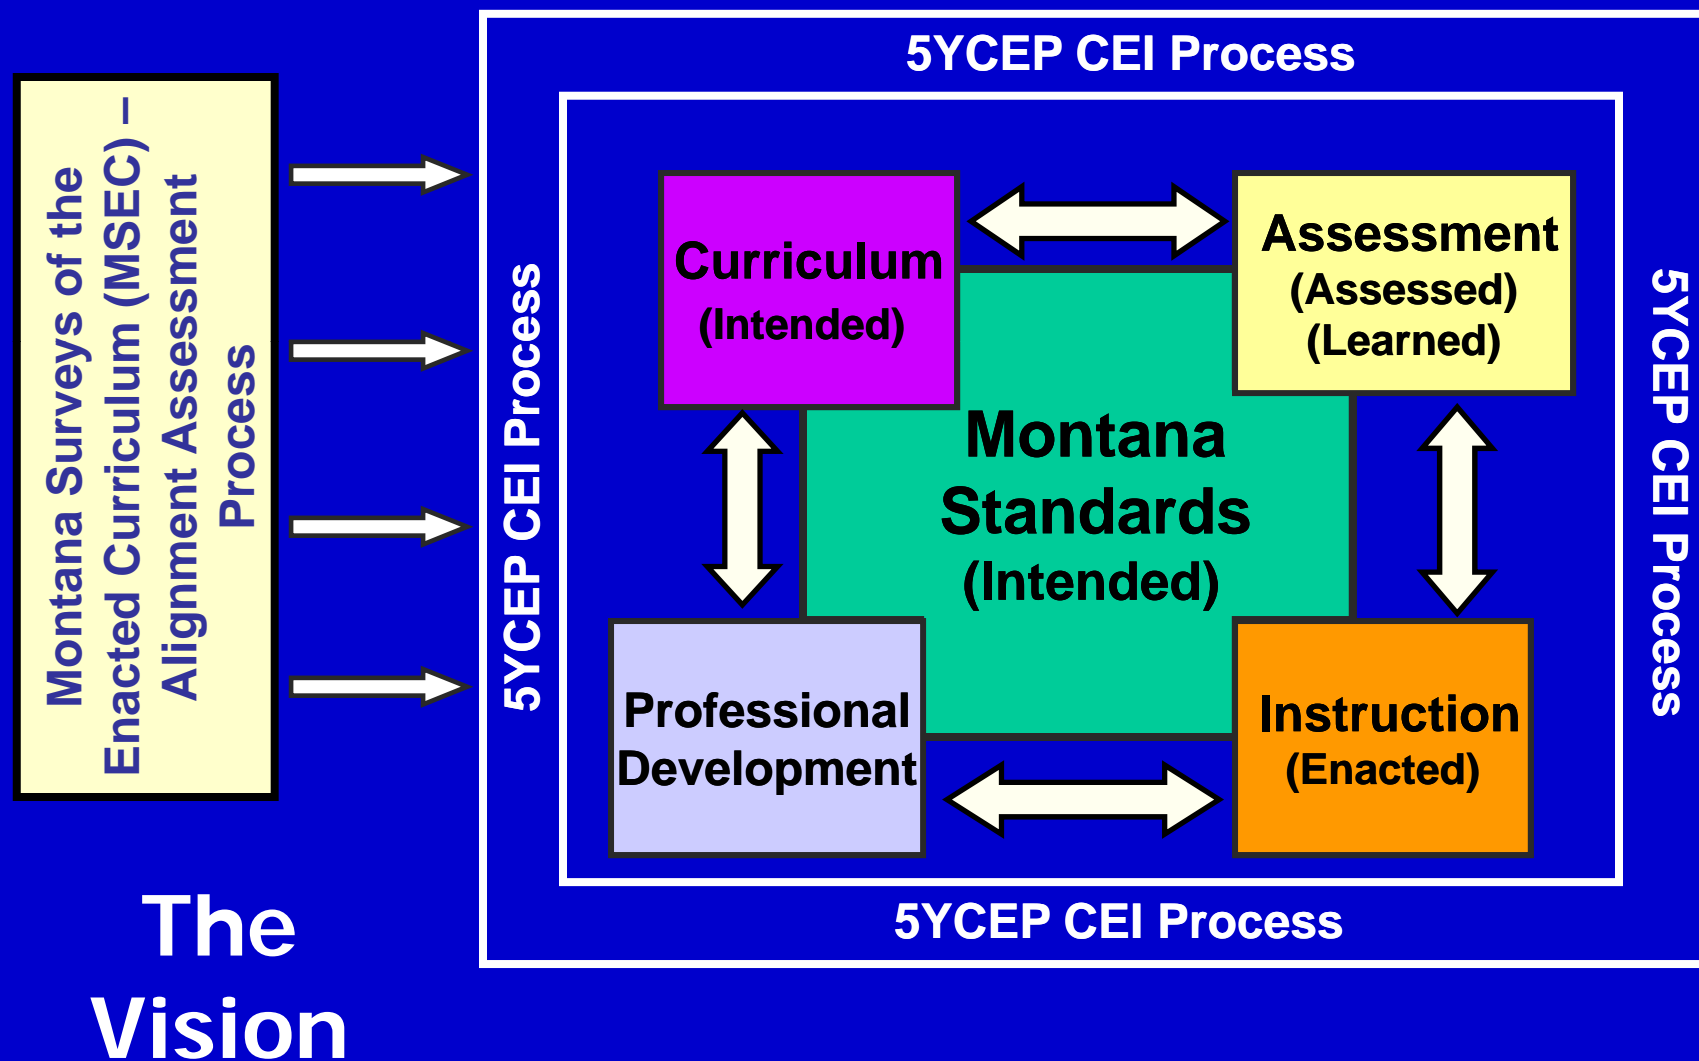 5YCEP CEI Process
Montana Surveys of the
Enacted Curriculum (MSEC) –
Alignment Assessment
Process
5YCEP CEI Process
Curriculum
(Intended)
Assessment
(Assessed)
(Learned)
Montana
Standards
(Intended)
Professional
Development
Instruction
(Enacted)
5YCEP CEI Process
5YCEP CEI Process
The
Vision